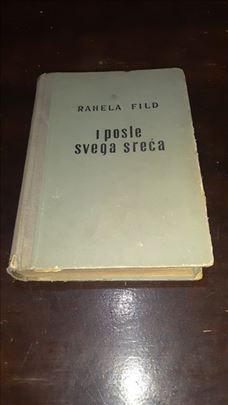 RAHELA FILD
i posle
svega sreća